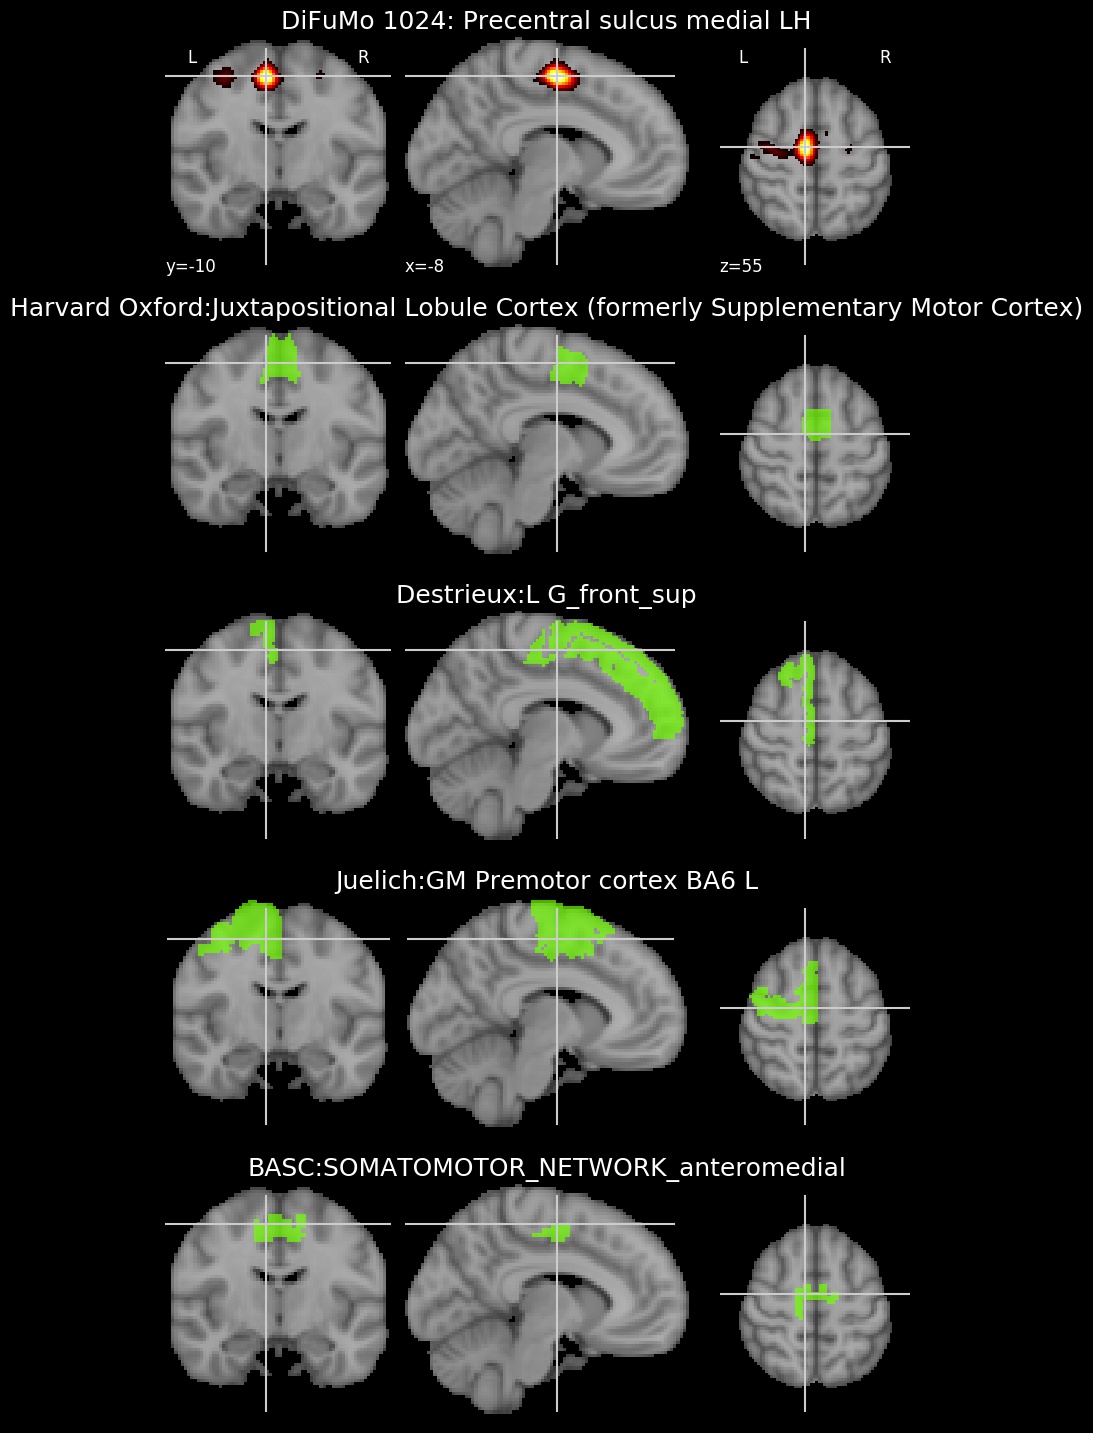 DiFuMo 1024: Precentral sulcus medial LH
L R L R
y=-10 x=-8 z=55
Harvard Oxford:Juxtapositional Lobule Cortex (formerly Supplementary Motor Cortex)
Destrieux:L G_front_sup
Juelich:GM Premotor cortex BA6 L
BASC:SOMATOMOTOR_NETWORK_anteromedial